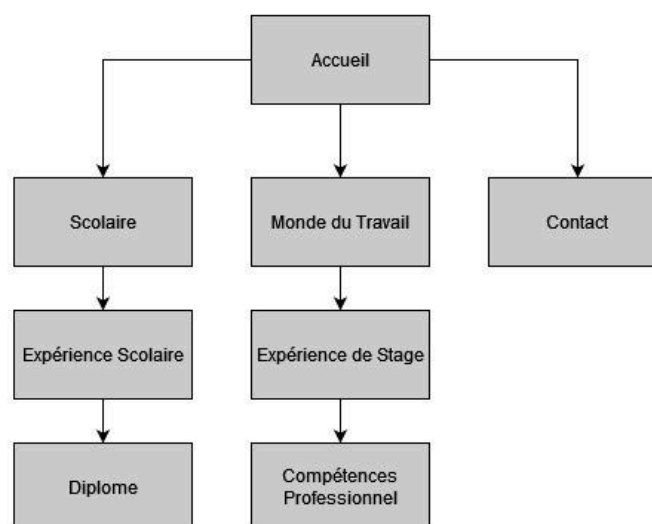 Accueil
Scolaire
Monde du Travail
Contact
Expérience Scolaire
Expérience de Stage
Diplome
Compétences
Professionnel